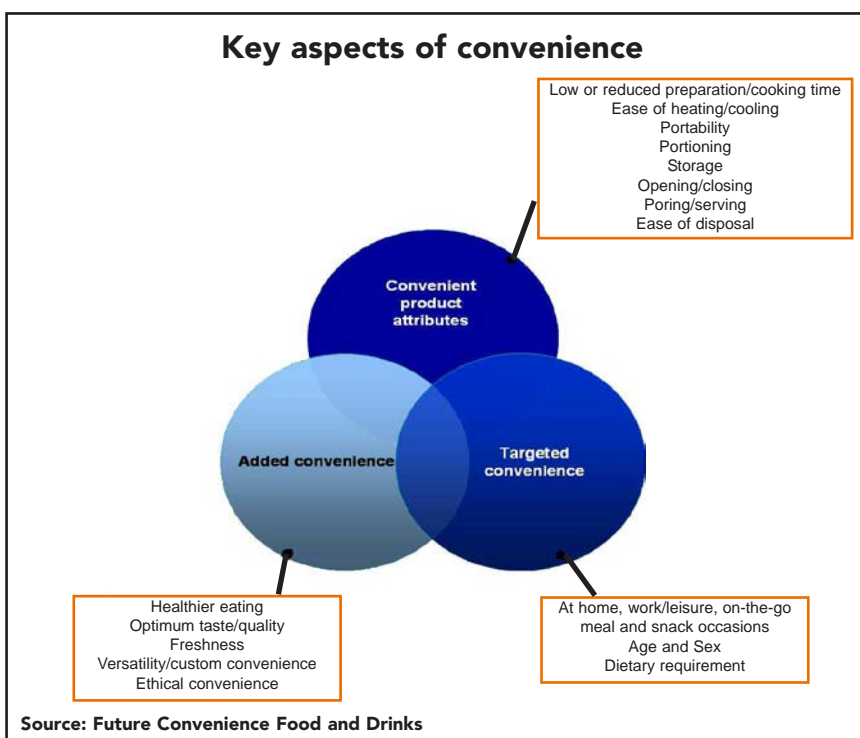 Key aspects of convenience
Low or reduced preparation/cooking time
Ease of heating/cooling
Portability
Portioning
Storage
Opening/closing
Poring/serving
Ease of disposal
Convenient
product
attributes
Added convenience
Targeted
convenience
Healthier eating
Optimum taste/quality
Freshness
Versatility/custom convenience
Ethical convenience
At home, work/leisure, on-the-go
meal and snack occasions
Age and Sex
Dietary requirement
Source: Future Convenience Food and Drinks